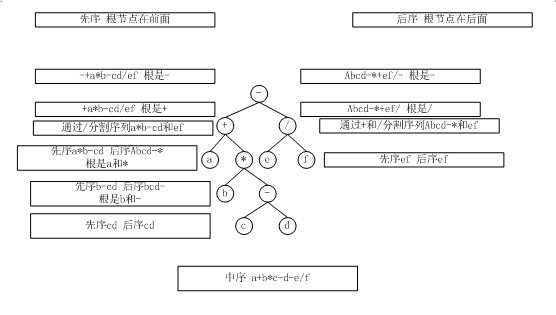 先序 根节点在前面
后序 根节点在后面
-+a*b-cd/ef 根是-
Abcd-*+ef/- 根是-
-
+a*b-cd/ef 根是+
Abcd-*+ef/ 根是/
通过/分割序列a*b-cd和ef
+
/
通过+和/分割序列Abcd-*和ef
先序a*b-cd 后序Abcd-*
根是a和*
a
*
e
f
先序ef 后序ef
先序b-cd 后序bcd-
根是b和-
b
-
先序cd 后序cd
c
d
中序 a+b*c-d-e/f